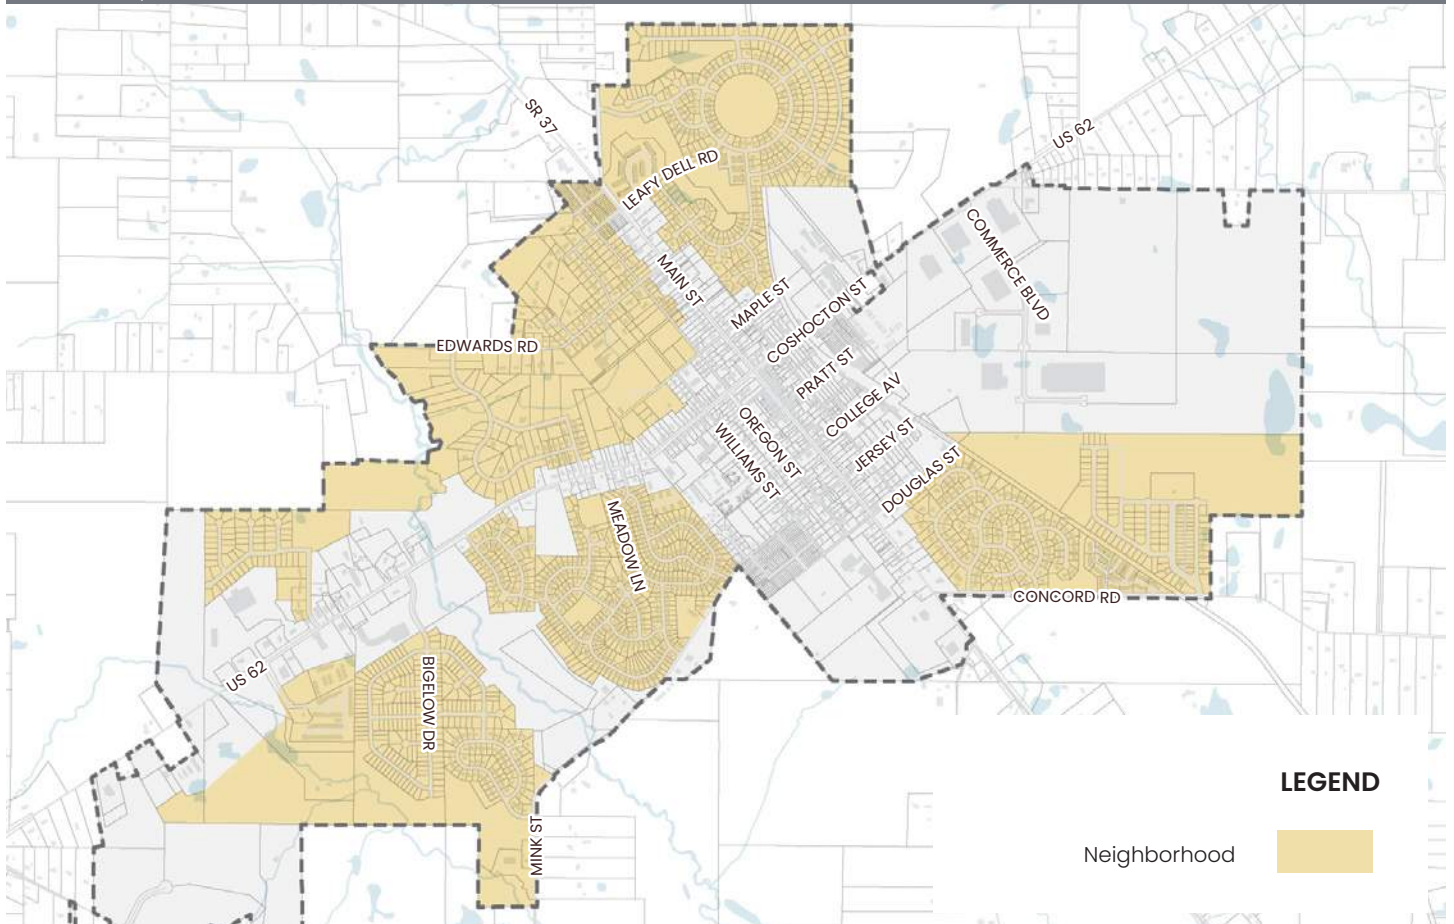 SR 37
US 62
LEAFY DELL RD
COMMERCE BLVD
MAIN ST
MAPLE ST
COSHOCTON ST
EDWARDS RD
PRATT ST
COLLEGE AV
OREGON ST
WILLIAMS ST
JERSEY ST
DOUGLAS ST
MEADOW LN
CONCORD RD
US 62
BIGELOW DR
MINK ST
LEGEND
Neighborhood